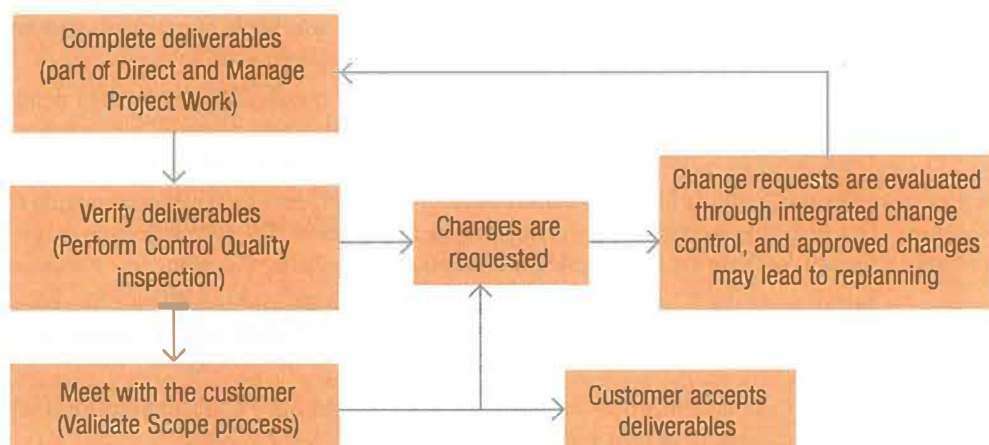 Complete deliverables
(part of Direct and Manage
Project Work)
Verify deliverables
(Perform Control Quality
inspection)
Changes are
requested
Change requests are evaluated
through integrated change
control, and approved changes
may lead to replanning
Meet with the customer
(Validate Scope process)
Customer accepts
deliverables